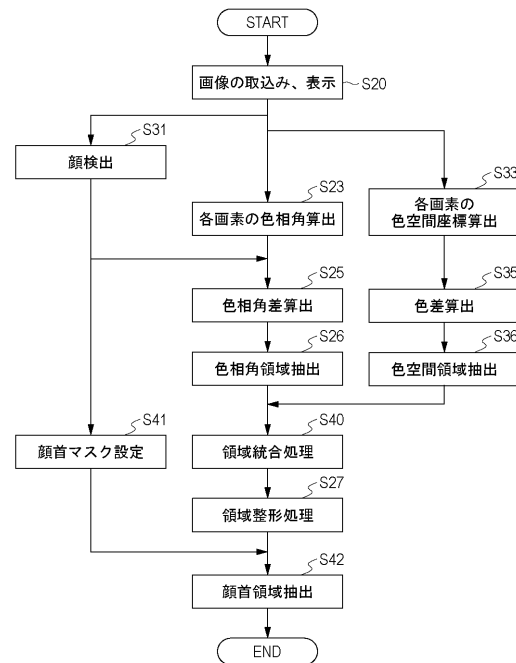 START
画像の取込み、表示
S20
S31
顔検出
S23
各画素の色相角算出
S33
各画素の
色空間座標算出
S25
色相角差算出
S35
色差算出
S26
色相角領域抽出
S36
色空間領域抽出
S41
顔首マスク設定
S40
領域統合処理
S27
領域整形処理
S42
顔首領域抽出
END